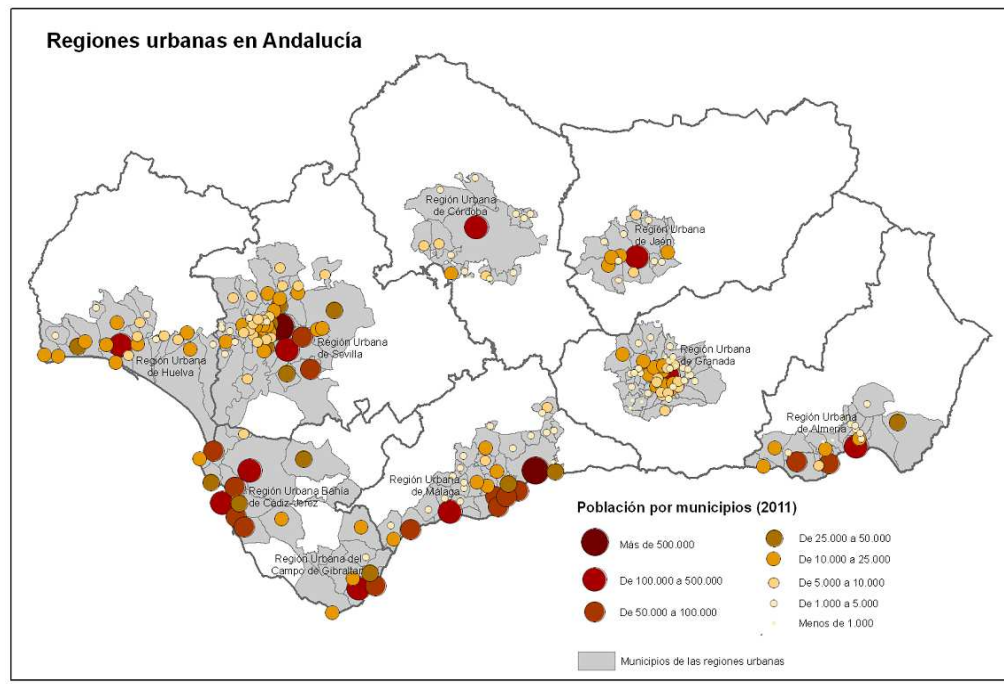 Regiones urbanas en Andalucía
Región Urbana
de Córdoba
Región Urbana
de Jaén
Región Urbana
de Sevilla
Región Urbana
de Huelva
Región Urbana
de Granada
Región Urbana
de Almería
Región Urbana
de Málaga
Región Urbana Bahía
de Cádiz-Jerez
Región Urbana del
Campo de Gibraltar
Población por municipios (2011)
Más de 500.000
De 100.000 a 500.000
De 50.000 a 100.000
De 25.000 a 50.000
De 10.000 a 25.000
De 5.000 a 10.000
De 1.000 a 5.000
Menos de 1.000
Municipios de las regiones urbanas